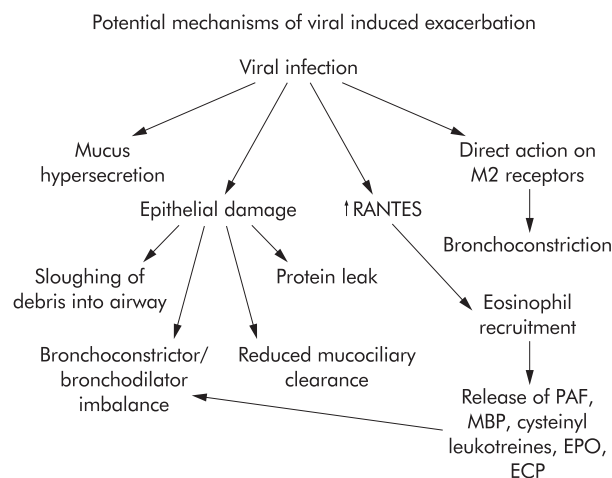 Potential mechanisms of viral induced exacerbation
Viral infection
Mucus
hypersecretion
Direct action on
M2 receptors
Epithelial damage
↑RANTES
Bronchoconstriction
Sloughing of
debris into airway
Protein leak
Eosinophil
recruitment
Bronchoconstrictor/
bronchodilator
imbalance
Reduced mucociliary
clearance
Release of PAF,
MBP, cysteinyl
leukotreines, EPO,
ECP